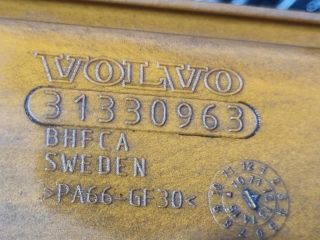 VOLVO
31330963
BHFCA
SWEDEN
>PA66-GF30<